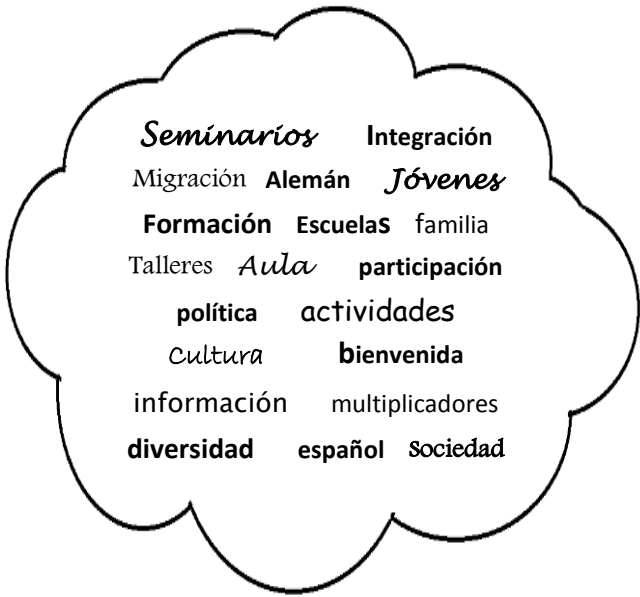 Seminarios Integración
Migración Alemán Jóvenes
Formación Escuelas familia
Talleres Aula participación
política actividades
Cultura bienvenida
información multiplicadores
diversidad español Sociedad